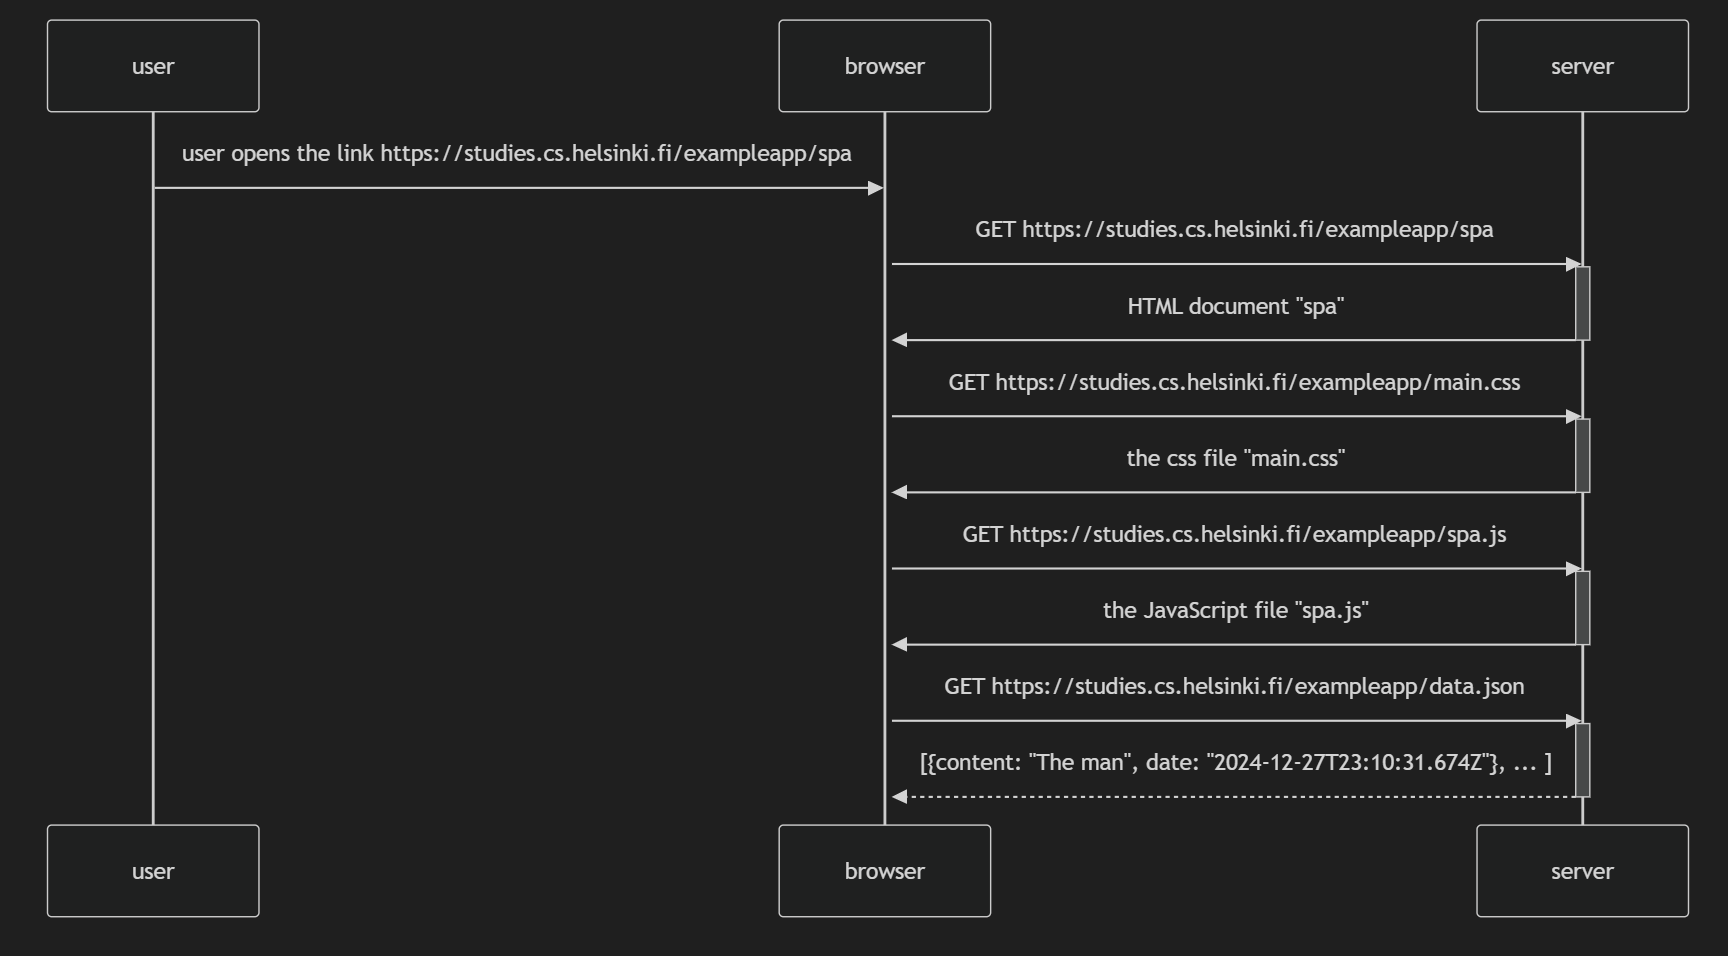 user
browser
server
user opens the link https://studies.cs.helsinki.fi/exampleapp/spa
GET https://studies.cs.helsinki.fi/exampleapp/spa
HTML document "spa"
GET https://studies.cs.helsinki.fi/exampleapp/main.css
the css file "main.css"
GET https://studies.cs.helsinki.fi/exampleapp/spa.js
the JavaScript file "spa.js"
GET https://studies.cs.helsinki.fi/exampleapp/data.json
[{content: "The man", date: "2024-12-27T23:10:31.674Z"}, ... ]
user
browser
server